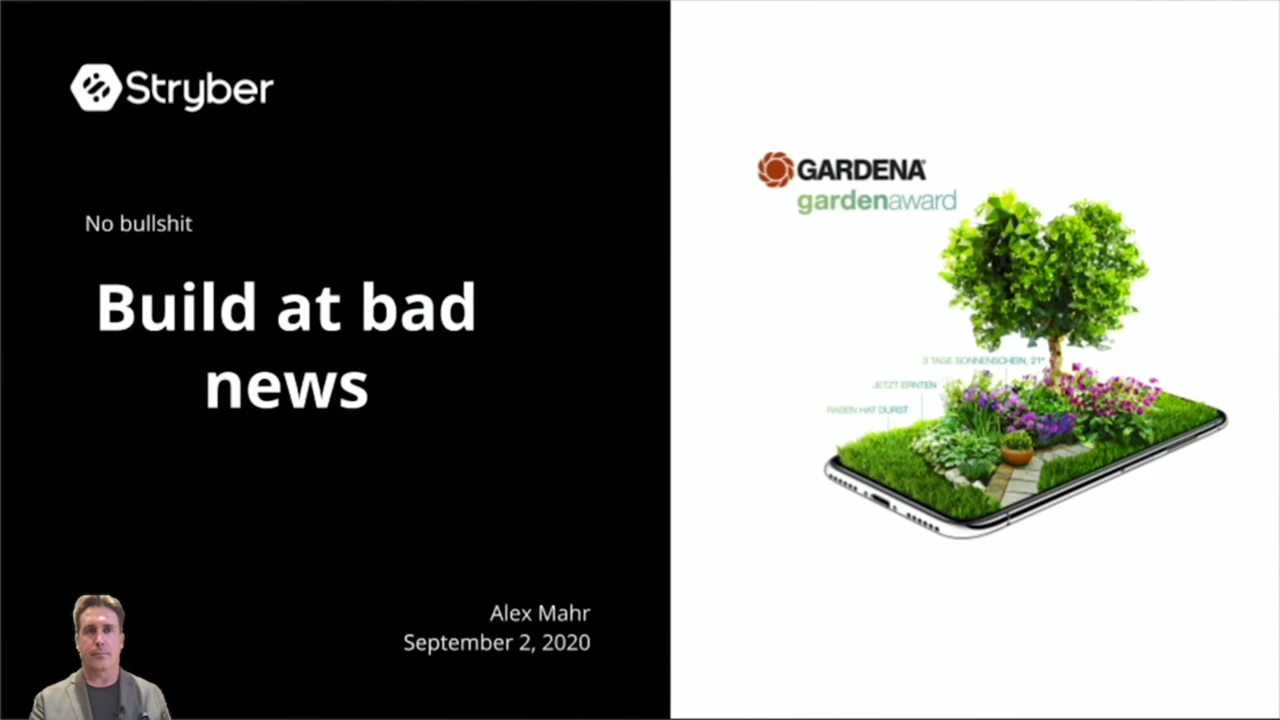 Stryber
No bullshit
Build at bad
news
Alex Mahr
September 2, 2020
GARDENA
gardenaward
3 TAGE SONNENSCHEIN, 21°
JETZT ERNTEN
RASEN HAT DURST